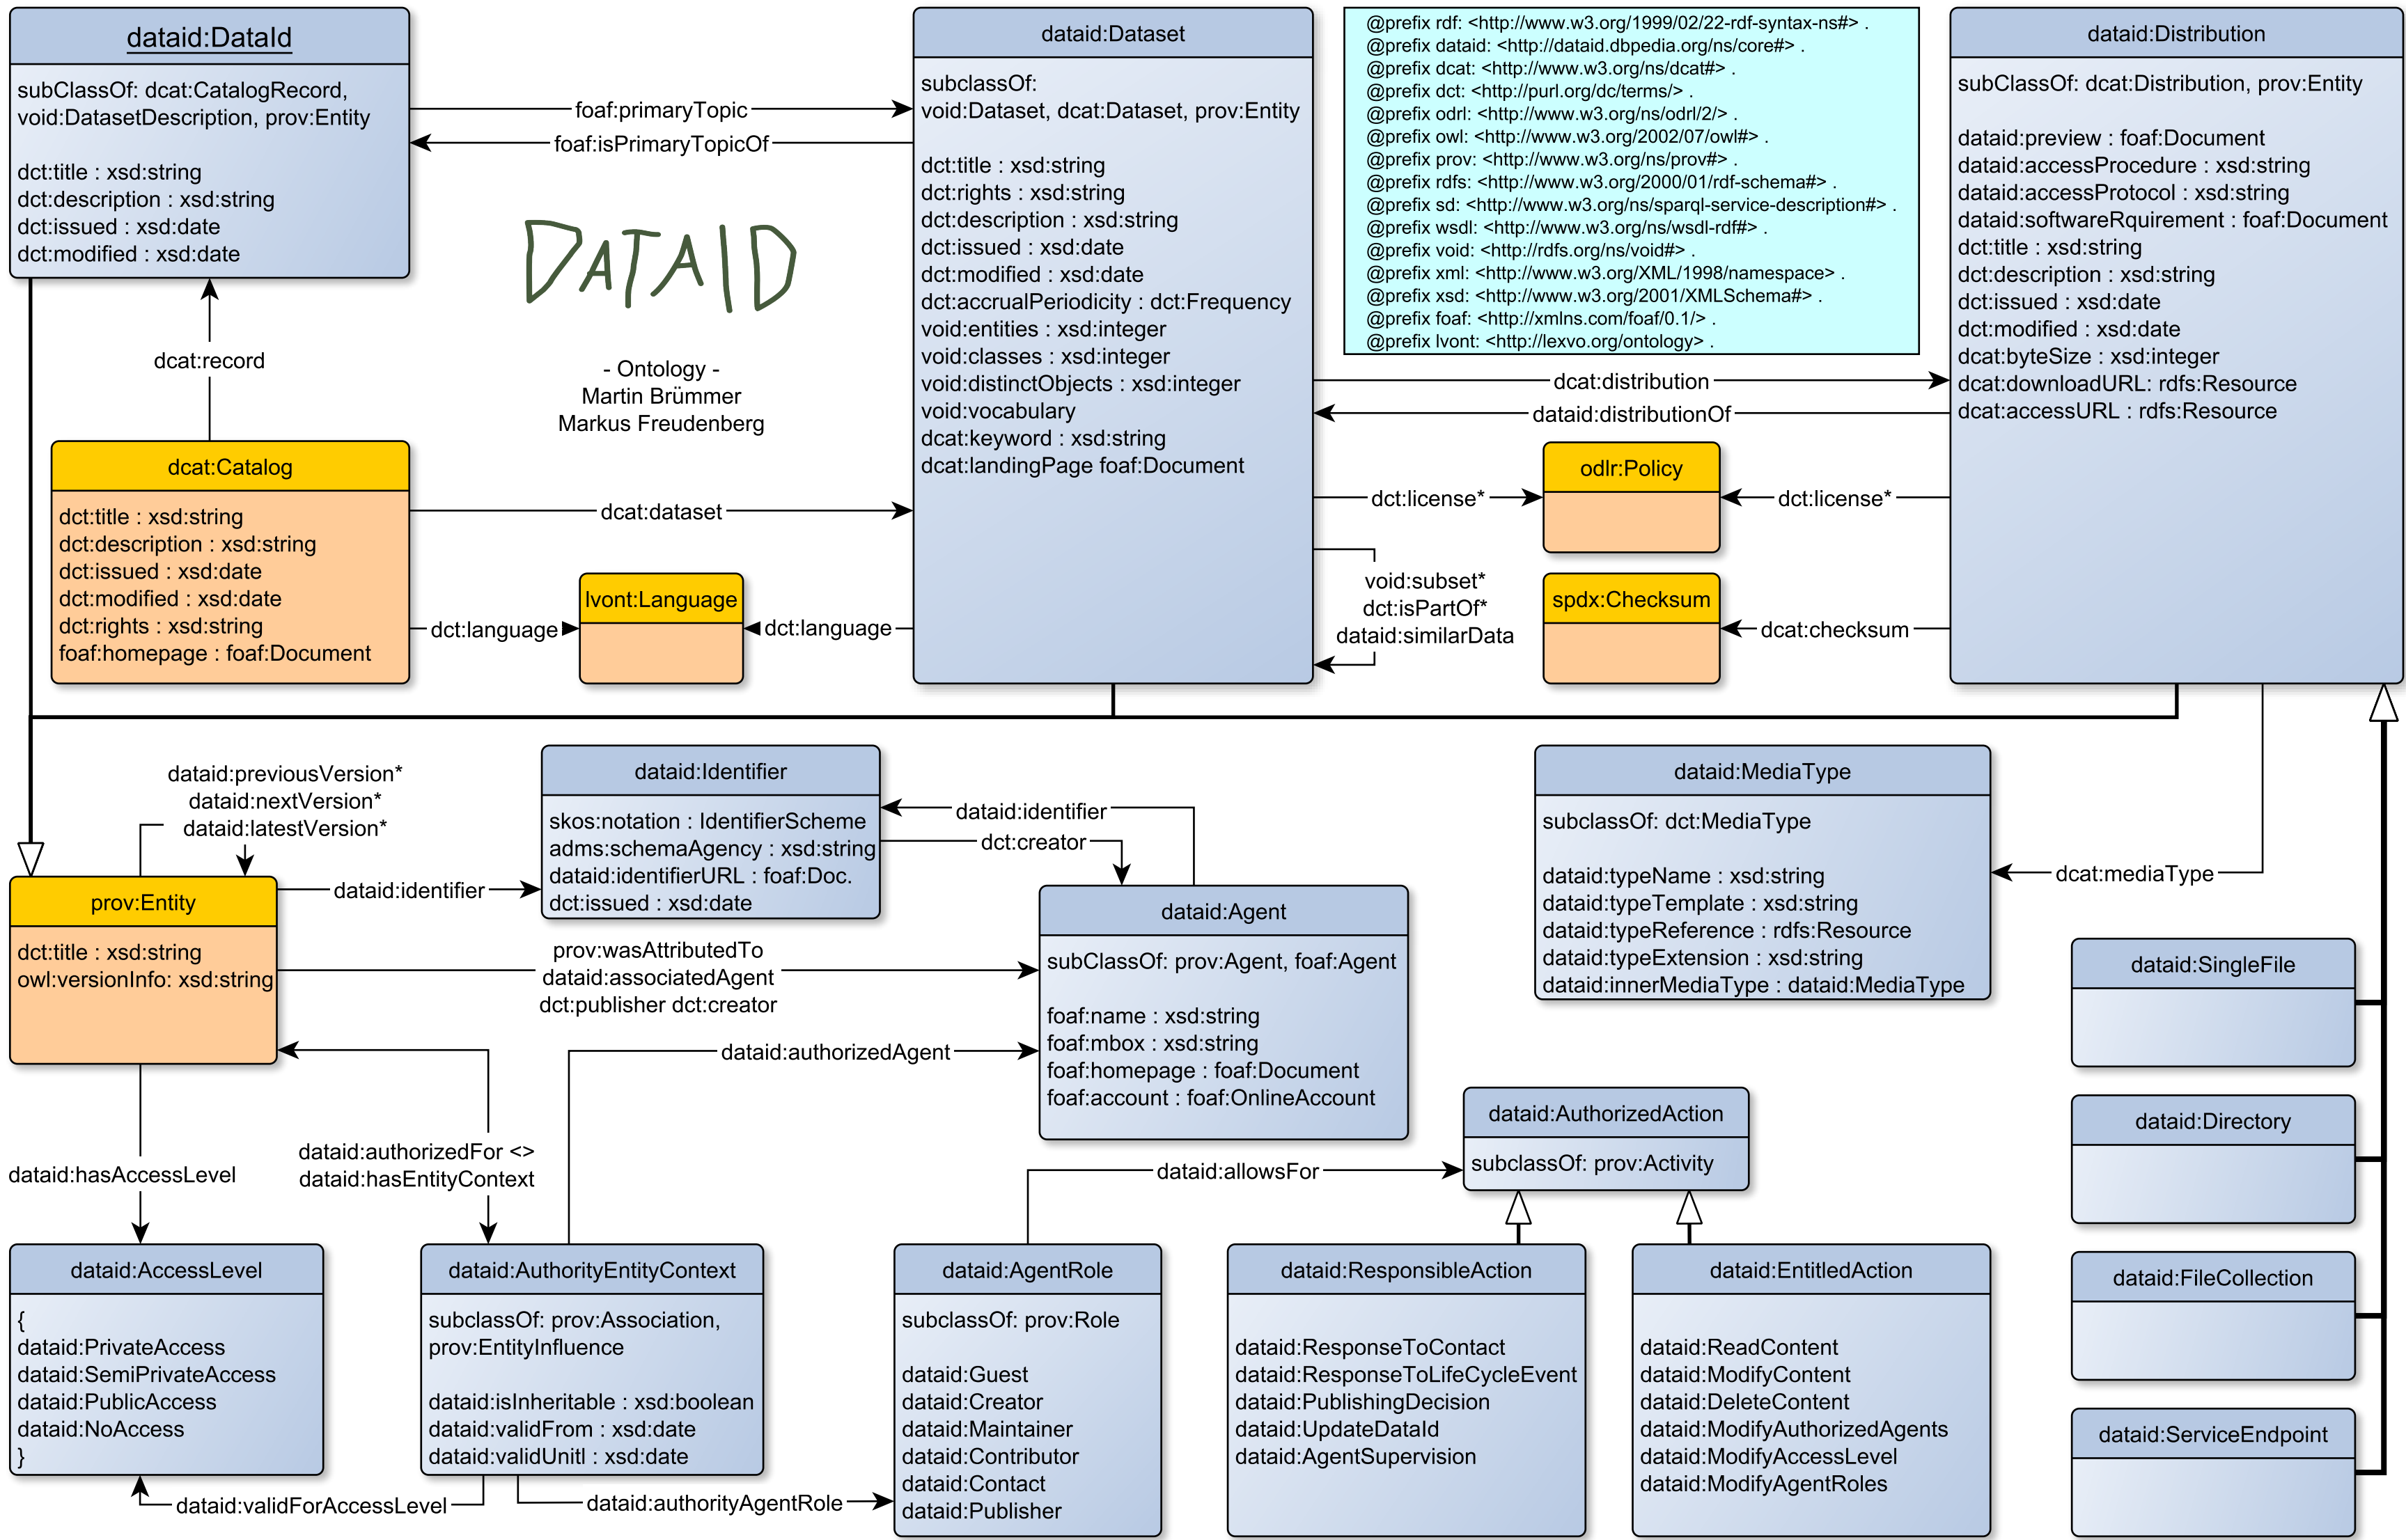 dataid:DataId
subClassOf: dcat:CatalogRecord,
void:DatasetDescription, prov:Entity
dct:title : xsd:string
dct:description : xsd:string
dct:issued : xsd:date
dct:modified : xsd:date
foaf:primaryTopic
foaf:isPrimaryTopicOf
DATAID
- Ontology -
Martin Brümmer
Markus Freudenberg
dcat:record
dcat:Catalog
dct:title : xsd:string
dct:description : xsd:string
dct:issued : xsd:date
dct:modified : xsd:date
dct:rights : xsd:string
foaf:homepage : foaf:Document
dcat:dataset
dct:language
lvont:Language
dct:language
dataid:Dataset
subclassOf:
void:Dataset, dcat:Dataset, prov:Entity
dct:title : xsd:string
dct:rights : xsd:string
dct:description : xsd:string
dct:issued : xsd:date
dct:modified : xsd:date
dct:accrualPeriodicity : dct:Frequency
void:entities : xsd:integer
void:classes : xsd:integer
void:distinctObjects : xsd:integer
void:vocabulary
dcat:keyword : xsd:string
dcat:landingPage foaf:Document
@prefix rdf: <http://www.w3.org/1999/02/22-rdf-syntax-ns#> .
@prefix dataid: <http://dataid.dbpedia.org/ns/core#> .
@prefix dcat: <http://www.w3.org/ns/dcat#> .
@prefix dct: <http://purl.org/dc/terms/> .
@prefix odrl: <http://www.w3.org/ns/odrl/2/> .
@prefix owl: <http://www.w3.org/2002/07/owl#> .
@prefix prov: <http://www.w3.org/ns/prov#> .
@prefix rdfs: <http://www.w3.org/2000/01/rdf-schema#> .
@prefix sd: <http://www.w3.org/ns/sparql-service-description#> .
@prefix wsdl: <http://www.w3.org/ns/wsdl-rdf#> .
@prefix void: <http://rdfs.org/ns/void#> .
@prefix xml: <http://www.w3.org/XML/1998/namespace> .
@prefix xsd: <http://www.w3.org/2001/XMLSchema#> .
@prefix foaf: <http://xmlns.com/foaf/0.1/> .
@prefix lvont: <http://lexvo.org/ontology> .
dcat:distribution
dataid:distributionOf
dct:license*
odlr:Policy
dct:license*
void:subset*
dct:isPartOf*
dataid:similarData
spdx:Checksum
dcat:checksum
dataid:Distribution
subClassOf: dcat:Distribution, prov:Entity
dataid:preview : foaf:Document
dataid:accessProcedure : xsd:string
dataid:accessProtocol : xsd:string
dataid:softwareRquirement : foaf:Document
dct:title : xsd:string
dct:description : xsd:string
dct:issued : xsd:date
dct:modified : xsd:date
dcat:byteSize : xsd:integer
dcat:downloadURL: rdfs:Resource
dcat:accessURL : rdfs:Resource
dataid:previousVersion*
dataid:nextVersion*
dataid:latestVersion*
prov:Entity
dct:title : xsd:string
owl:versionInfo: xsd:string
dataid:identifier
dataid:Identifier
skos:notation : IdentifierScheme
adms:schemaAgency : xsd:string
dataid:identifierURL : foaf:Doc.
dct:issued : xsd:date
dataid:identifier
dct:creator
prov:wasAttributedTo
dataid:associatedAgent
dct:publisher dct:creator
dataid:authorizedAgent
dataid:Agent
subClassOf: prov:Agent, foaf:Agent
foaf:name : xsd:string
foaf:mbox : xsd:string
foaf:homepage : foaf:Document
foaf:account : foaf:OnlineAccount
dataid:MediaType
subclassOf: dct:MediaType
dataid:typeName : xsd:string
dataid:typeTemplate : xsd:string
dataid:typeReference : rdfs:Resource
dataid:typeExtension : xsd:string
dataid:innerMediaType : dataid:MediaType
dcat:mediaType
dataid:SingleFile
dataid:Directory
dataid:FileCollection
dataid:ServiceEndpoint
dataid:hasAccessLevel
dataid:authorizedFor <>
dataid:hasEntityContext
dataid:allowsFor
dataid:AuthorizedAction
subclassOf: prov:Activity
dataid:AccessLevel
{
dataid:PrivateAccess
dataid:SemiPrivateAccess
dataid:PublicAccess
dataid:NoAccess
}
dataid:validForAccessLevel
dataid:AuthorityEntityContext
subclassOf: prov:Association,
prov:EntityInfluence
dataid:isInheritable : xsd:boolean
dataid:validFrom : xsd:date
dataid:validUnitl : xsd:date
dataid:authorityAgentRole
dataid:AgentRole
subclassOf: prov:Role
dataid:Guest
dataid:Creator
dataid:Maintainer
dataid:Contributor
dataid:Contact
dataid:Publisher
dataid:ResponsibleAction
dataid:ResponseToContact
dataid:ResponseToLifeCycleEvent
dataid:PublishingDecision
dataid:UpdateDataId
dataid:AgentSupervision
dataid:EntitledAction
dataid:ReadContent
dataid:ModifyContent
dataid:DeleteContent
dataid:ModifyAuthorizedAgents
dataid:ModifyAccessLevel
dataid:ModifyAgentRoles